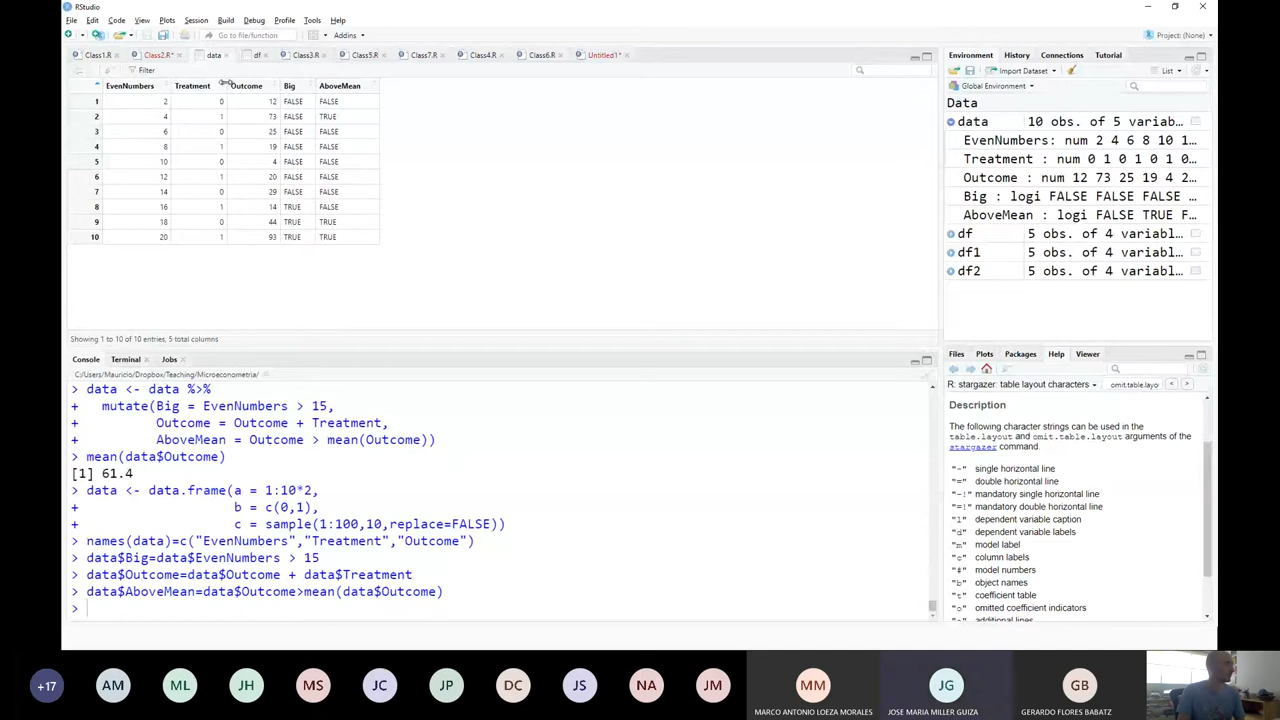 RStudio
File Edit Code View Plots Session Build Debug Profile Tools Help
Go to file/function Addins Project: (None)
Class1.R Class2.R* data df Class3.R Class5.R Class7.R Class4.R Class6.R Untitled1*
Filter
EvenNumbers Treatment Outcome Big AboveMean
1 2 0 12 FALSE FALSE
2 4 1 73 FALSE TRUE
3 6 0 25 FALSE FALSE
4 8 1 19 FALSE FALSE
5 10 0 4 FALSE FALSE
6 12 1 20 FALSE FALSE
7 14 0 29 FALSE FALSE
8 16 1 14 TRUE FALSE
9 18 0 44 TRUE TRUE
10 20 1 93 TRUE TRUE
Showing 1 to 10 of 10 entries, 5 total columns
Console Terminal Jobs
C:/Users/Mauricio/Dropbox/Teaching/Microeconometria/
> data <- data %>%
+ mutate(Big = EvenNumbers > 15,
+ Outcome = Outcome + Treatment,
+ AboveMean = Outcome > mean(Outcome))
> mean(data$Outcome)
[1] 61.4
> data <- data.frame(a = 1:10*2,
+ b = c(0,1),
+ c = sample(1:100,10,replace=FALSE))
> names(data)=c("EvenNumbers","Treatment","Outcome")
> data$Big=data$EvenNumbers > 15
> data$Outcome=data$Outcome + data$Treatment
> data$AboveMean=data$Outcome>mean(data$Outcome)
>
Environment History Connections Tutorial
Import Dataset List
Global Environment
Data
data 10 obs. of 5 variab…
EvenNumbers: num 2 4 6 8 10 1…
Treatment : num 0 1 0 1 0 1 0…
Outcome : num 12 73 25 19 4 2…
Big : logi FALSE FALSE FALSE …
AboveMean : logi FALSE TRUE F…
df 5 obs. of 4 variabl…
df1 5 obs. of 4 variabl…
df2 5 obs. of 4 variabl…
Files Plots Packages Help Viewer
R: stargazer: table layout characters omit.table.layou
Description
The following character strings can be used in the
table.layout and omit.table.layout arguments of the
stargazer command.
"-" single horizontal line
"=" double horizontal line
"-!" mandatory single horizontal line
"=!" mandatory double horizontal line
"l" dependent variable caption
"d" dependent variable labels
"m" model label
"c" column labels
"#" model numbers
"b" object names
"t" coefficient table
"o" omitted coefficient indicators
"a" additional lines
+17 AM ML JH MS JC JP DC JS NA JM MM JG GB
MARCO ANTONIO LOEZA MORALES JOSE MARIA MILLER GUIZA GERARDO FLORES BABATZ